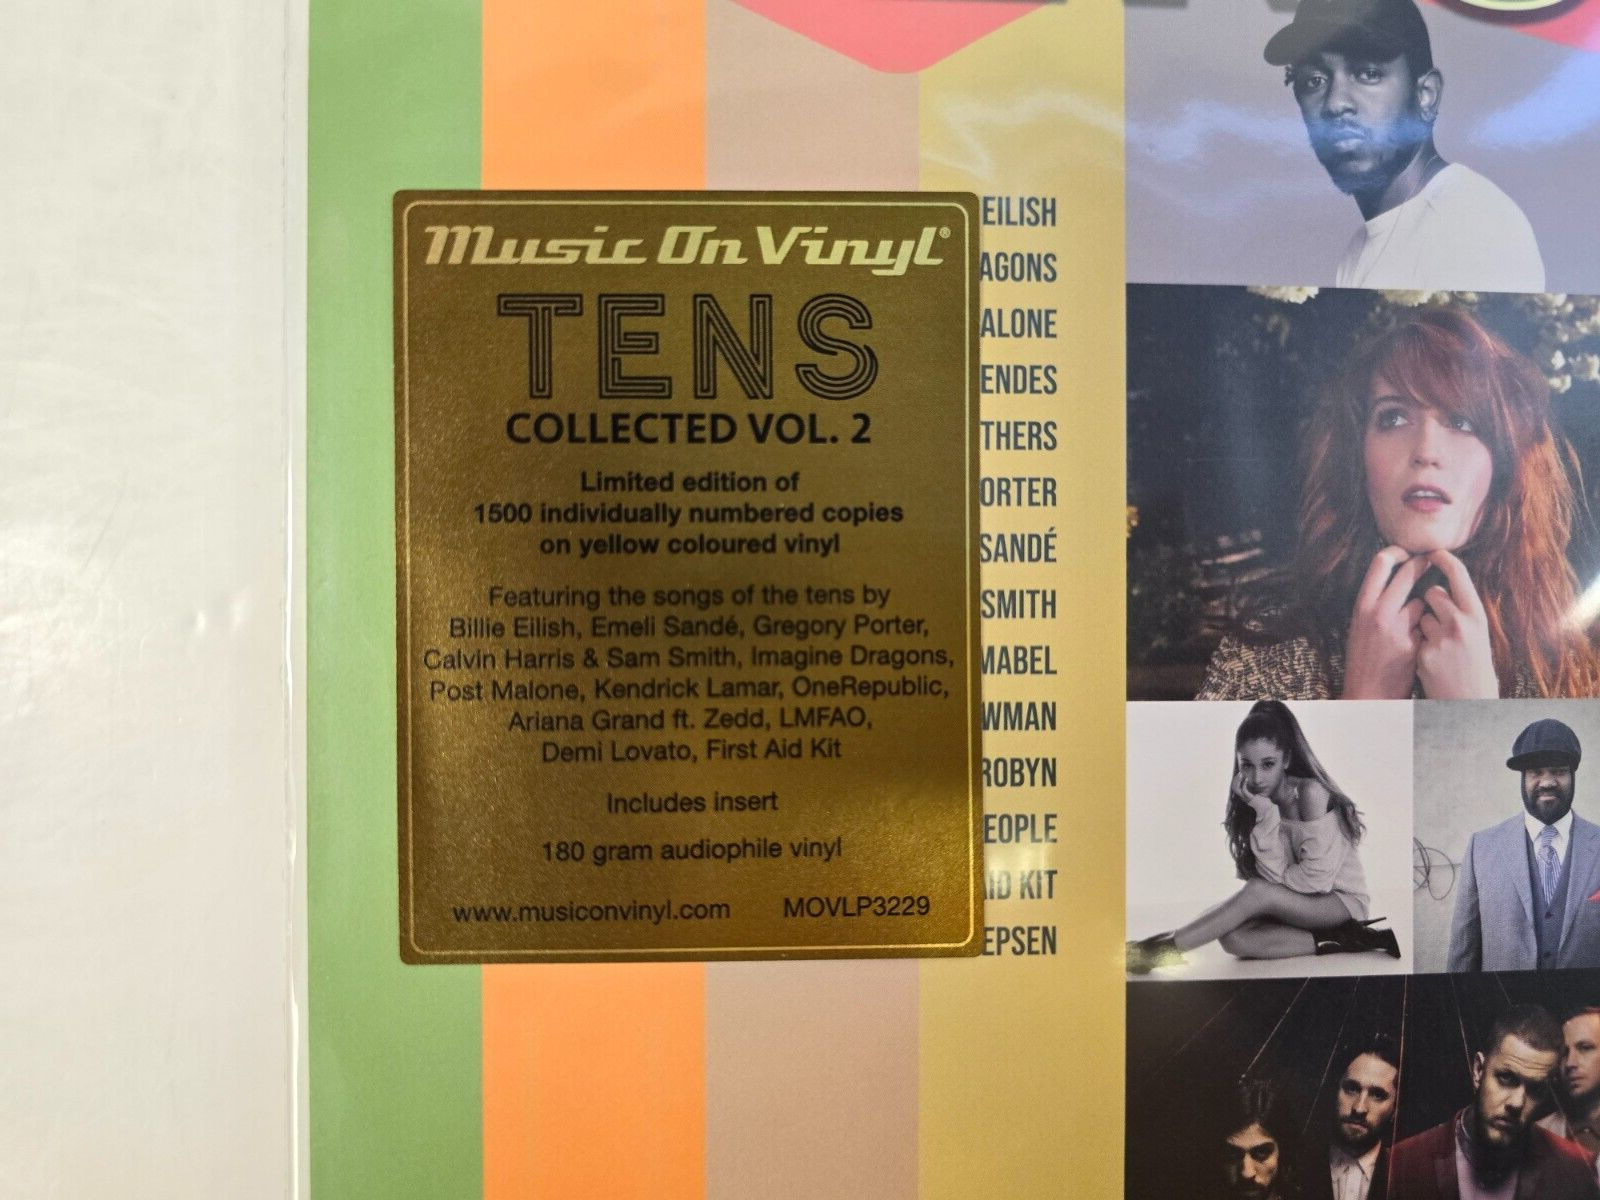 Music On Vinyl®
TENS
COLLECTED VOL. 2
Limited edition of
1500 individually numbered copies
on yellow coloured vinyl
Featuring the songs of the tens by
Billie Eilish, Emeli Sandé, Gregory Porter,
Calvin Harris & Sam Smith, Imagine Dragons,
Post Malone, Kendrick Lamar, OneRepublic,
Ariana Grand ft. Zedd, LMFAO,
Demi Lovato, First Aid Kit
Includes insert
180 gram audiophile vinyl
www.musiconvinyl.com MOVLP3229
EILISH
AGONS
ALONE
ENDES
THERS
ORTER
SANDÉ
SMITH
MABEL
WMAN
ROBYN
EOPLE
AID KIT
EPSEN